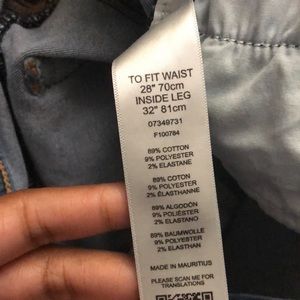 TO FIT WAIST
28" 70cm
INSIDE LEG
32" 81cm
07349731
F100784
89% COTTON
9% POLYESTER
2% ELASTANE
89% COTON
9% POLYESTER
2% ÉLASTHANNE
89% ALGODÓN
9% POLIÉSTER
2% ELASTANO
89% BAUMWOLLE
9% POLYESTER
2% ELASTHAN
MADE IN MAURITIUS
PLEASE SCAN ME FOR
TRANSLATIONS